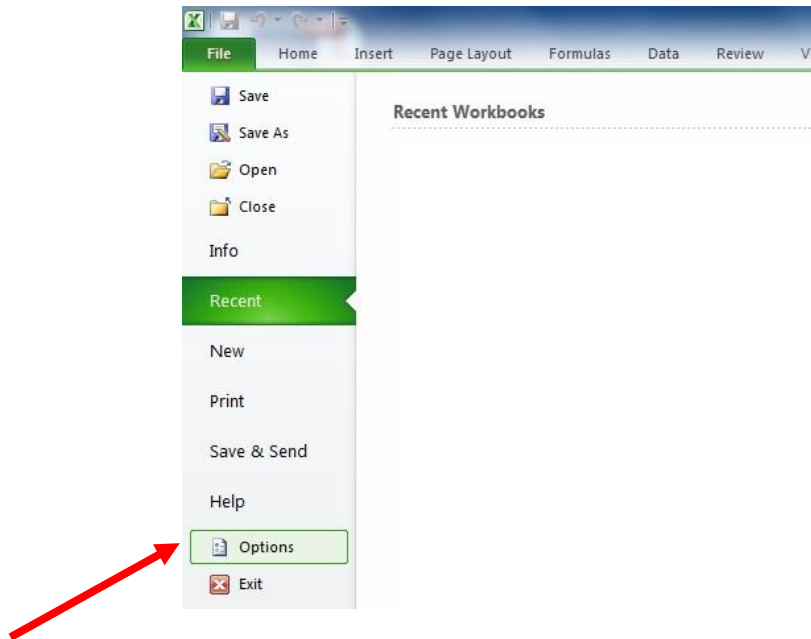 File Home Insert Page Layout Formulas Data Review V
Save
Recent Workbooks
Save As
Open
Close
Info
Recent
New
Print
Save & Send
Help
Options
Exit